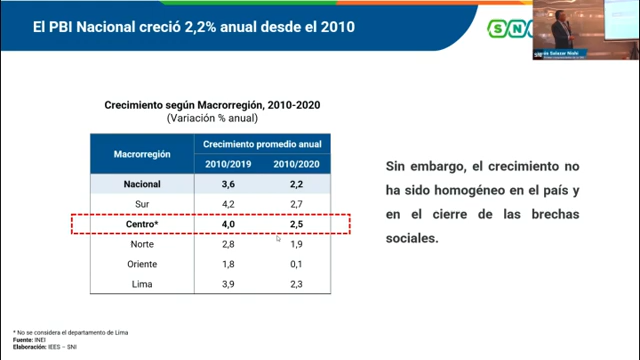 El PBI Nacional creció 2,2% anual desde el 2010
SNI
Crecimiento según Macrorregión, 2010-2020
(Variación % anual)
Macrorregión Crecimiento promedio anual
2010/2019 2010/2020
Nacional 3,6 2,2
Sur 4,2 2,7
Centro* 4,0 2,5
Norte 2,8 1,9
Oriente 1,8 0,1
Lima 3,9 2,3
Sin embargo, el crecimiento no
ha sido homogéneo en el país y
en el cierre de las brechas
sociales.
* No se considera el departamento de Lima
Fuente: INEI
Elaboración: IEES – SNI
Salazar Nishi